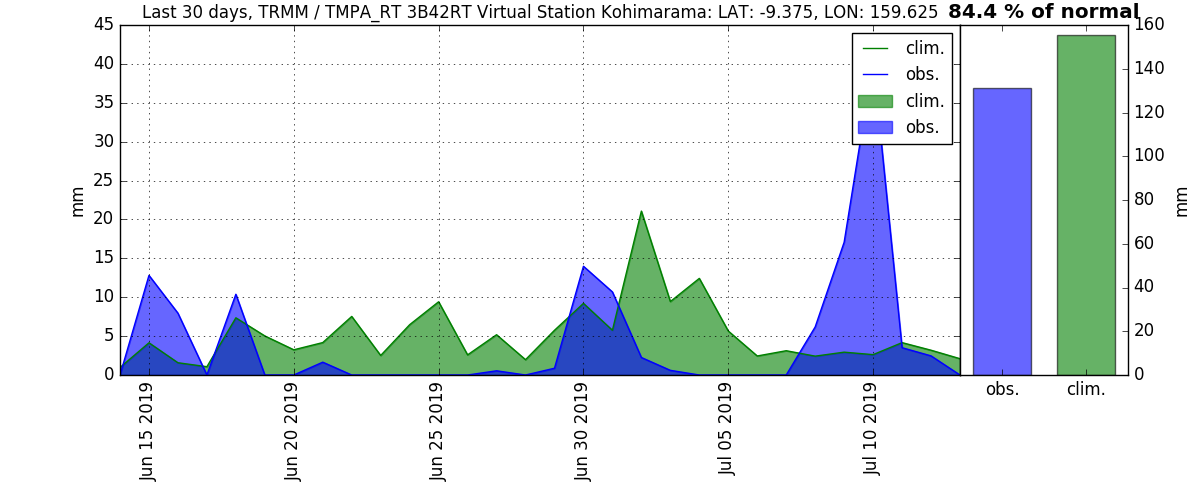 Last 30 days, TRMM / TMPA_RT 3B42RT Virtual Station Kohimarama: LAT: -9.375, LON: 159.625 84.4 % of normal
45
40
35
30
25
20
15
10
5
0
mm
clim.
obs.
clim.
obs.
Jun 15 2019
Jun 20 2019
Jun 25 2019
Jun 30 2019
Jul 05 2019
Jul 10 2019
160
140
120
100
80
60
40
20
0
mm
obs. clim.